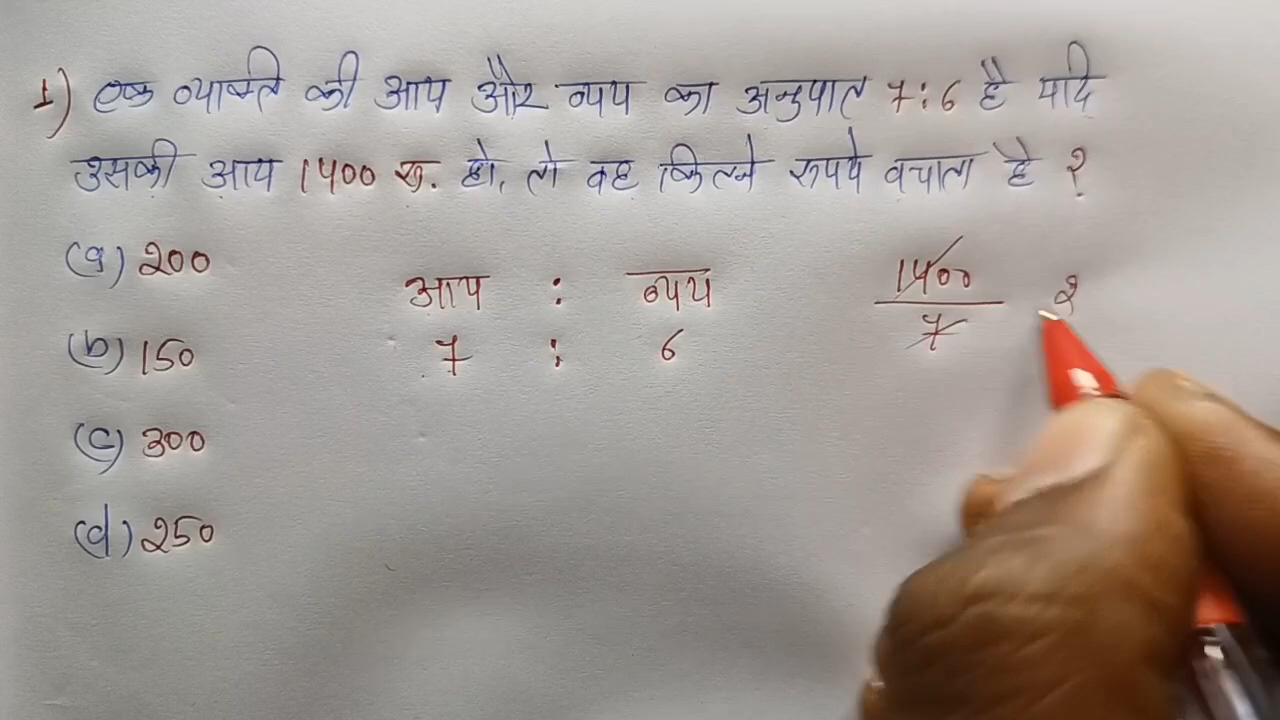 1) एक व्यक्ति की आय और व्यय का अनुपात 7:6 है यदि
उसकी आय 1400 रु. हो, तो वह कितने रुपये बचाता है ?
(a) 200
(b) 150
(c) 300
(d) 250
आय : व्यय
7 : 6
1400
7
2